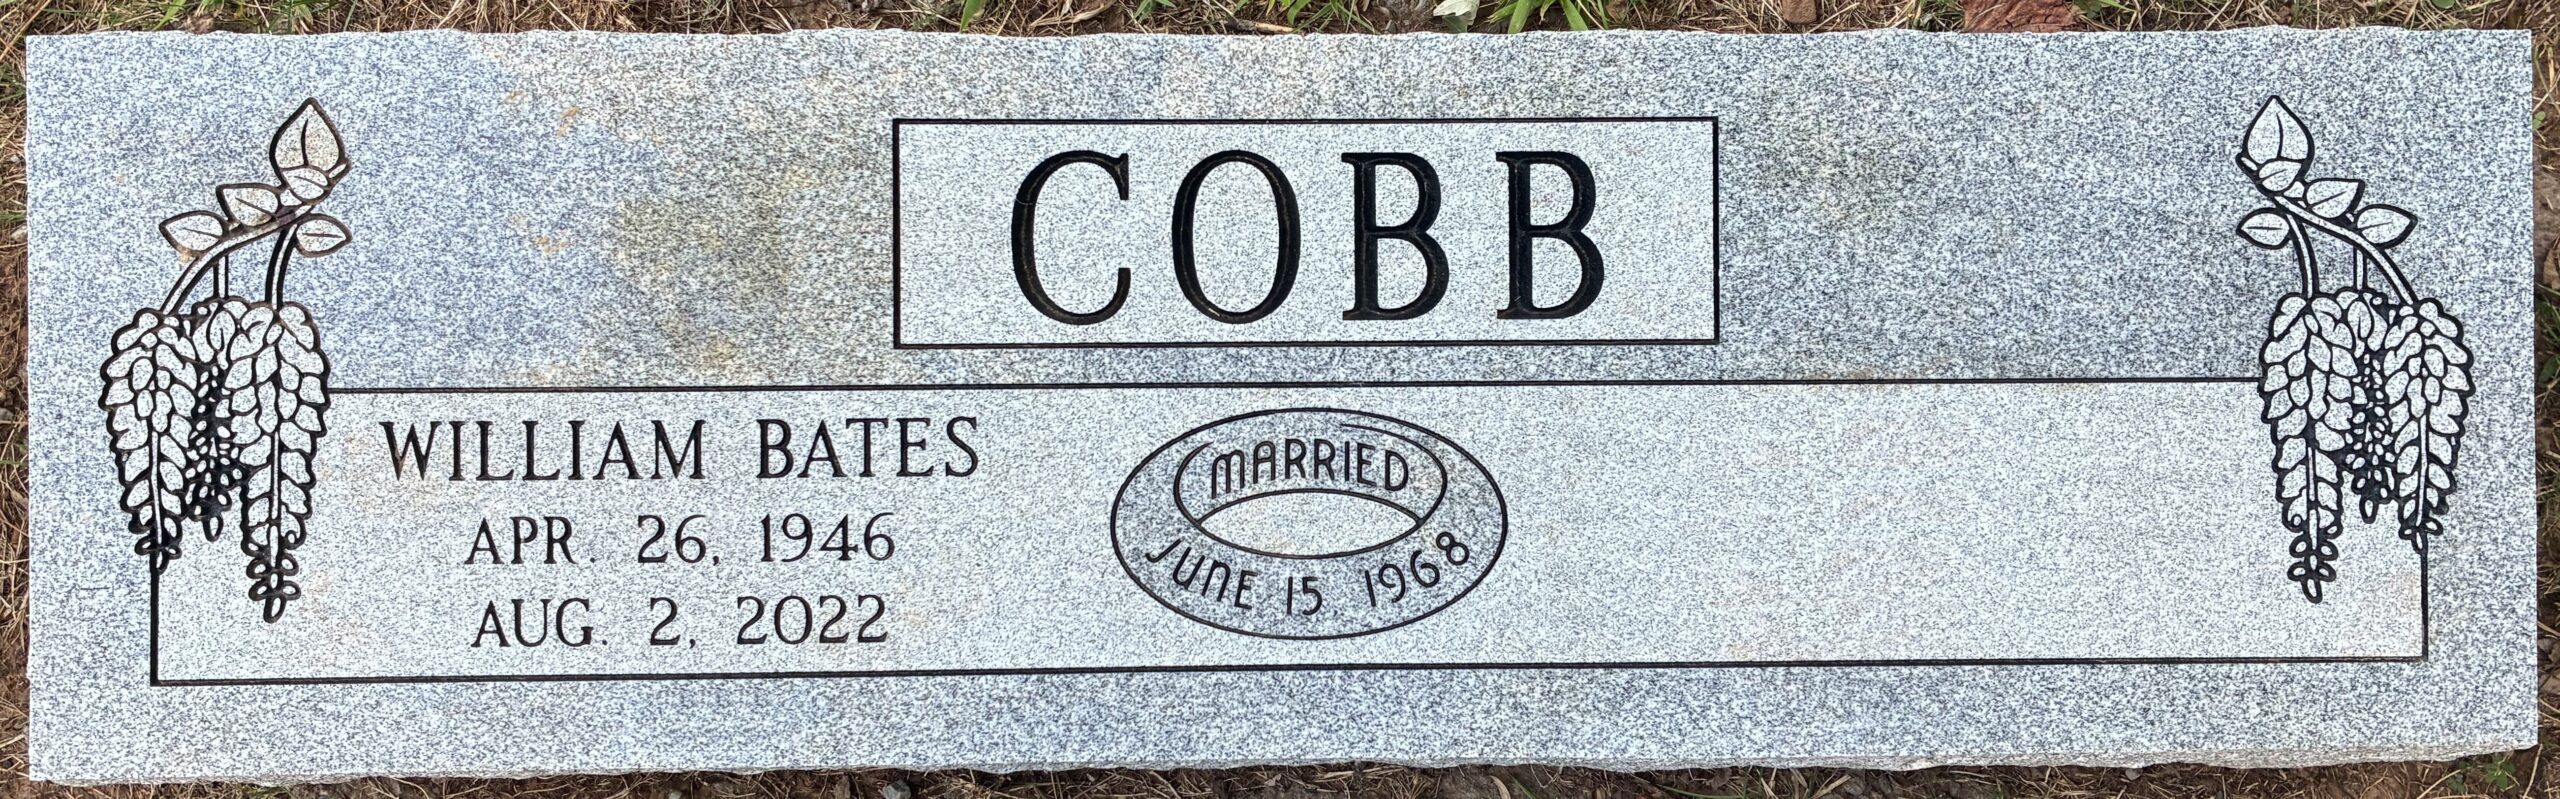 COBB
WILLIAM BATES
APR. 26, 1946
AUG. 2, 2022
MARRIED
JUNE 15, 1968